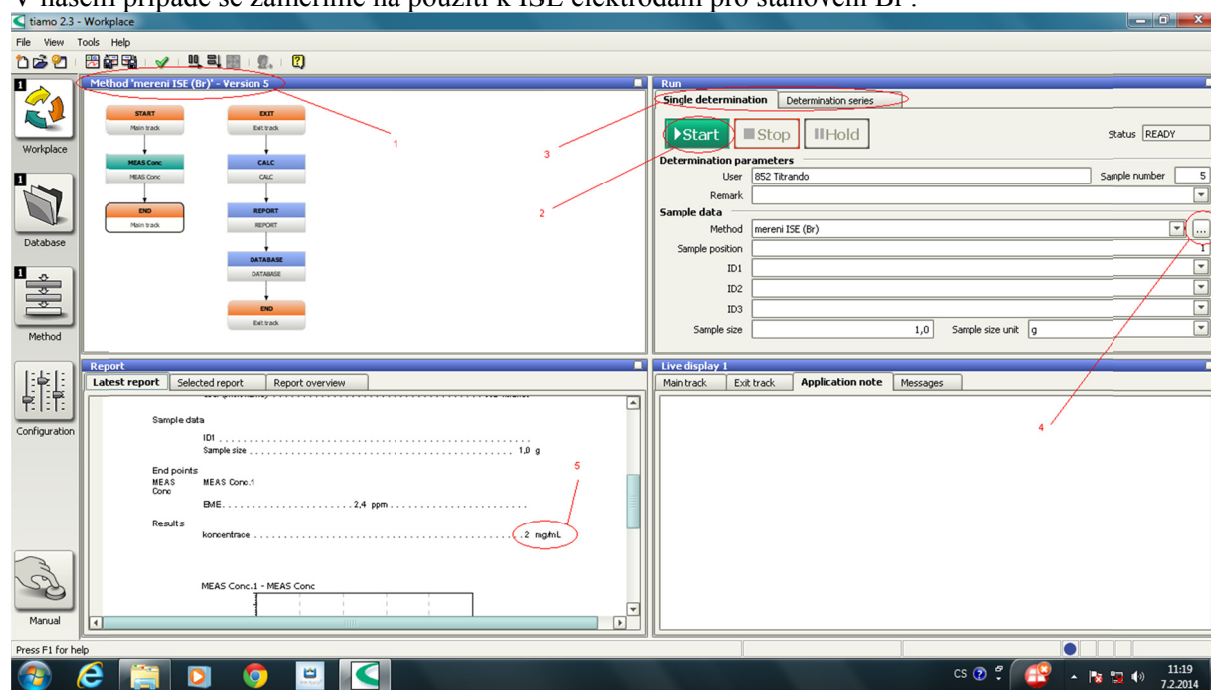 V našem případě se zaměříme na použití k ISE elektrodám pro stanovení Br⁻.
tiamo 2.3 - Workplace
File View Tools Help
1
Workplace
1
Database
1
Method
Configuration
Manual
Method 'mereni ISE (Br)' - Version 5
START
Main track
MEAS Conc
MEAS Conc
END
Main track
EXIT
Exit track
CALC
CALC
REPORT
REPORT
DATABASE
DATABASE
END
Exit track
1
3
2
Run
Single determination Determination series
Start Stop Hold Status READY
Determination parameters
User 852 Titrando Sample number 5
Remark
Sample data
Method mereni ISE (Br) ...
Sample position 1
ID1
ID2
ID3
Sample size 1,0 Sample size unit g
4
Report
Latest report Selected report Report overview
Sample data
ID1
Sample size 1,0 g
End points
MEAS Conc MEAS Conc.1
EME 2,4 ppm
Results
koncentrace 2 mg/mL
5
MEAS Conc.1 - MEAS Conc
Live display 1
Main track Exit track Application note Messages
Press F1 for help
CS
11:19
7.2.2014